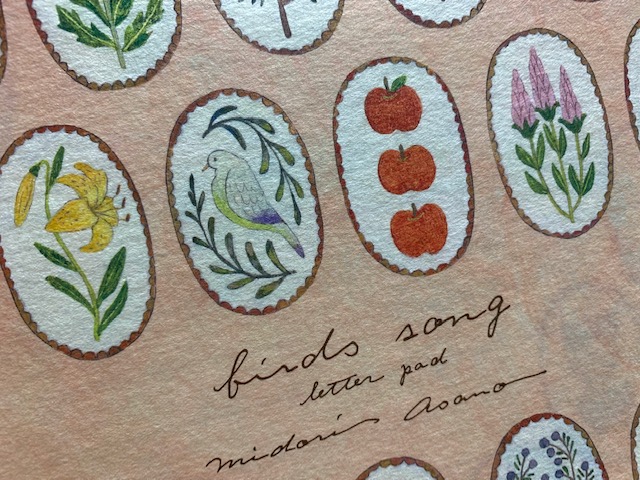 birds song
letter pad
midori asano